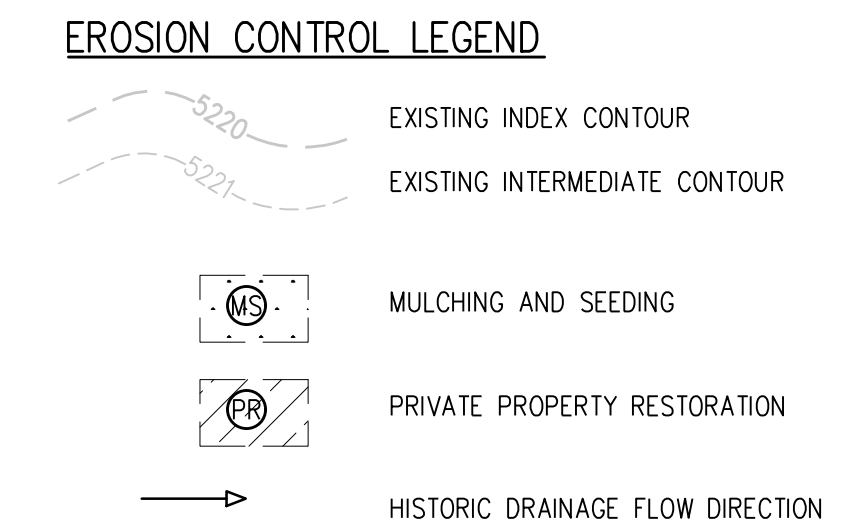 EROSION CONTROL LEGEND
5220
EXISTING INDEX CONTOUR
5221
EXISTING INTERMEDIATE CONTOUR
MS
MULCHING AND SEEDING
PR
PRIVATE PROPERTY RESTORATION
HISTORIC DRAINAGE FLOW DIRECTION